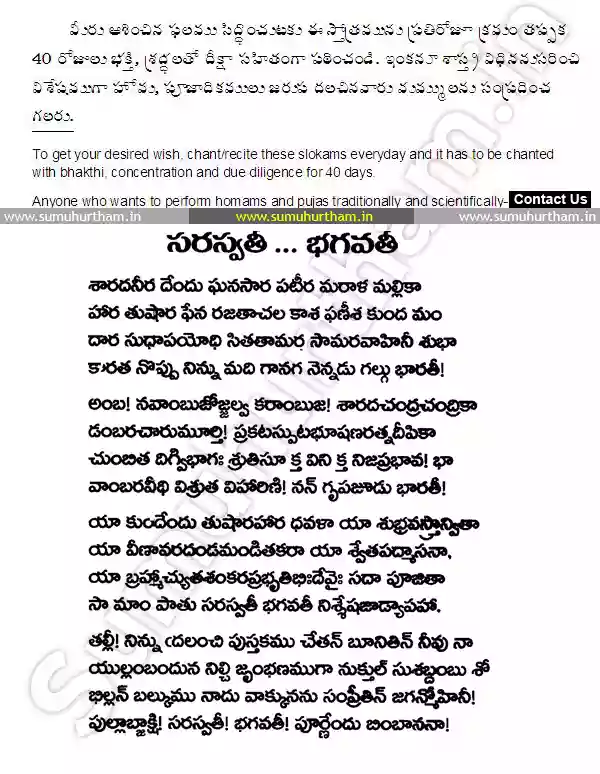 మీరు ఆశించిన ఫలము సిద్ధించుటకు ఈ స్తోత్రమును ప్రతిరోజూ క్రమం తప్పక
40 రోజులు భక్తి, శ్రద్ధలతో దీక్షా సహితంగా పఠించండి. ఇంకనూ శాస్త్ర విధిననుసరించి
విశేషముగా హోమ, పూజాదికములు జరుప దలచినవారు మమ్ములను సంప్రదించ
గలరు.
To get your desired wish, chant/recite these slokams everyday and it has to be chanted
with bhakthi, concentration and due diligence for 40 days.
Anyone who wants to perform homams and pujas traditionally and scientifically- Contact Us
www.sumuhurtham.in www.sumuhurtham.in www.sumuhurtham.in
సరస్వతీ ... భగవతీ
శారదనీర దేందు ఘనసార పటీర మరాళ మల్లికా
హార తుషార ఫేన రజతాచల కాశ ఫణీశ కుంద మం
దార సుధాపయోధి సితతామర సామరవాహినీ శుభా
కారత నొప్పు నిన్ను మది గానగ నెన్నడు గల్గు భారతీ!
అంబ! నవాంబుజోజ్జల్వ కరాంబుజ! శారదచంద్రచంద్రికా
డంబరచారుమూర్తి! ప్రకటస్ఫుటభూషణరత్నదీపికా
చుంబిత దిగ్విభాగః శ్రుతిసూ క్త విని క్త నిజప్రభావ! భా
వాంబరవీథి విశ్రుత విహారిణి! నన్ గృపజూడు భారతీ!
యా కుందేందు తుషారహార ధవళా యా శుభ్రవస్త్రాన్వితా
యా వీణావరదండమండితకరా యా శ్వేతపద్మాసనా,
యా బ్రహ్మాచ్యుతశంకరప్రభృతిభిఃదేవైః సదా పూజితా
సా మాం పాతు సరస్వతీ భగవతీ నిశ్శేషజాడ్యాపహా.
తల్లీ! నిన్ను ఁదలంచి పుస్తకము చేతన్ బూనితిన్ నీవు నా
యుల్లంబందున నిల్చి జృంభణముగా నుక్తుల్ సుశబ్దంబు శో
భిల్లన్ బల్కుము నాదు వాక్కునను సంప్రీతిన్ జగన్మోహినీ!
పుల్లాబ్జాక్షి! సరస్వతీ! భగవతీ! పూర్ణేందు బింబాననా!
www.sumuhurtham.in